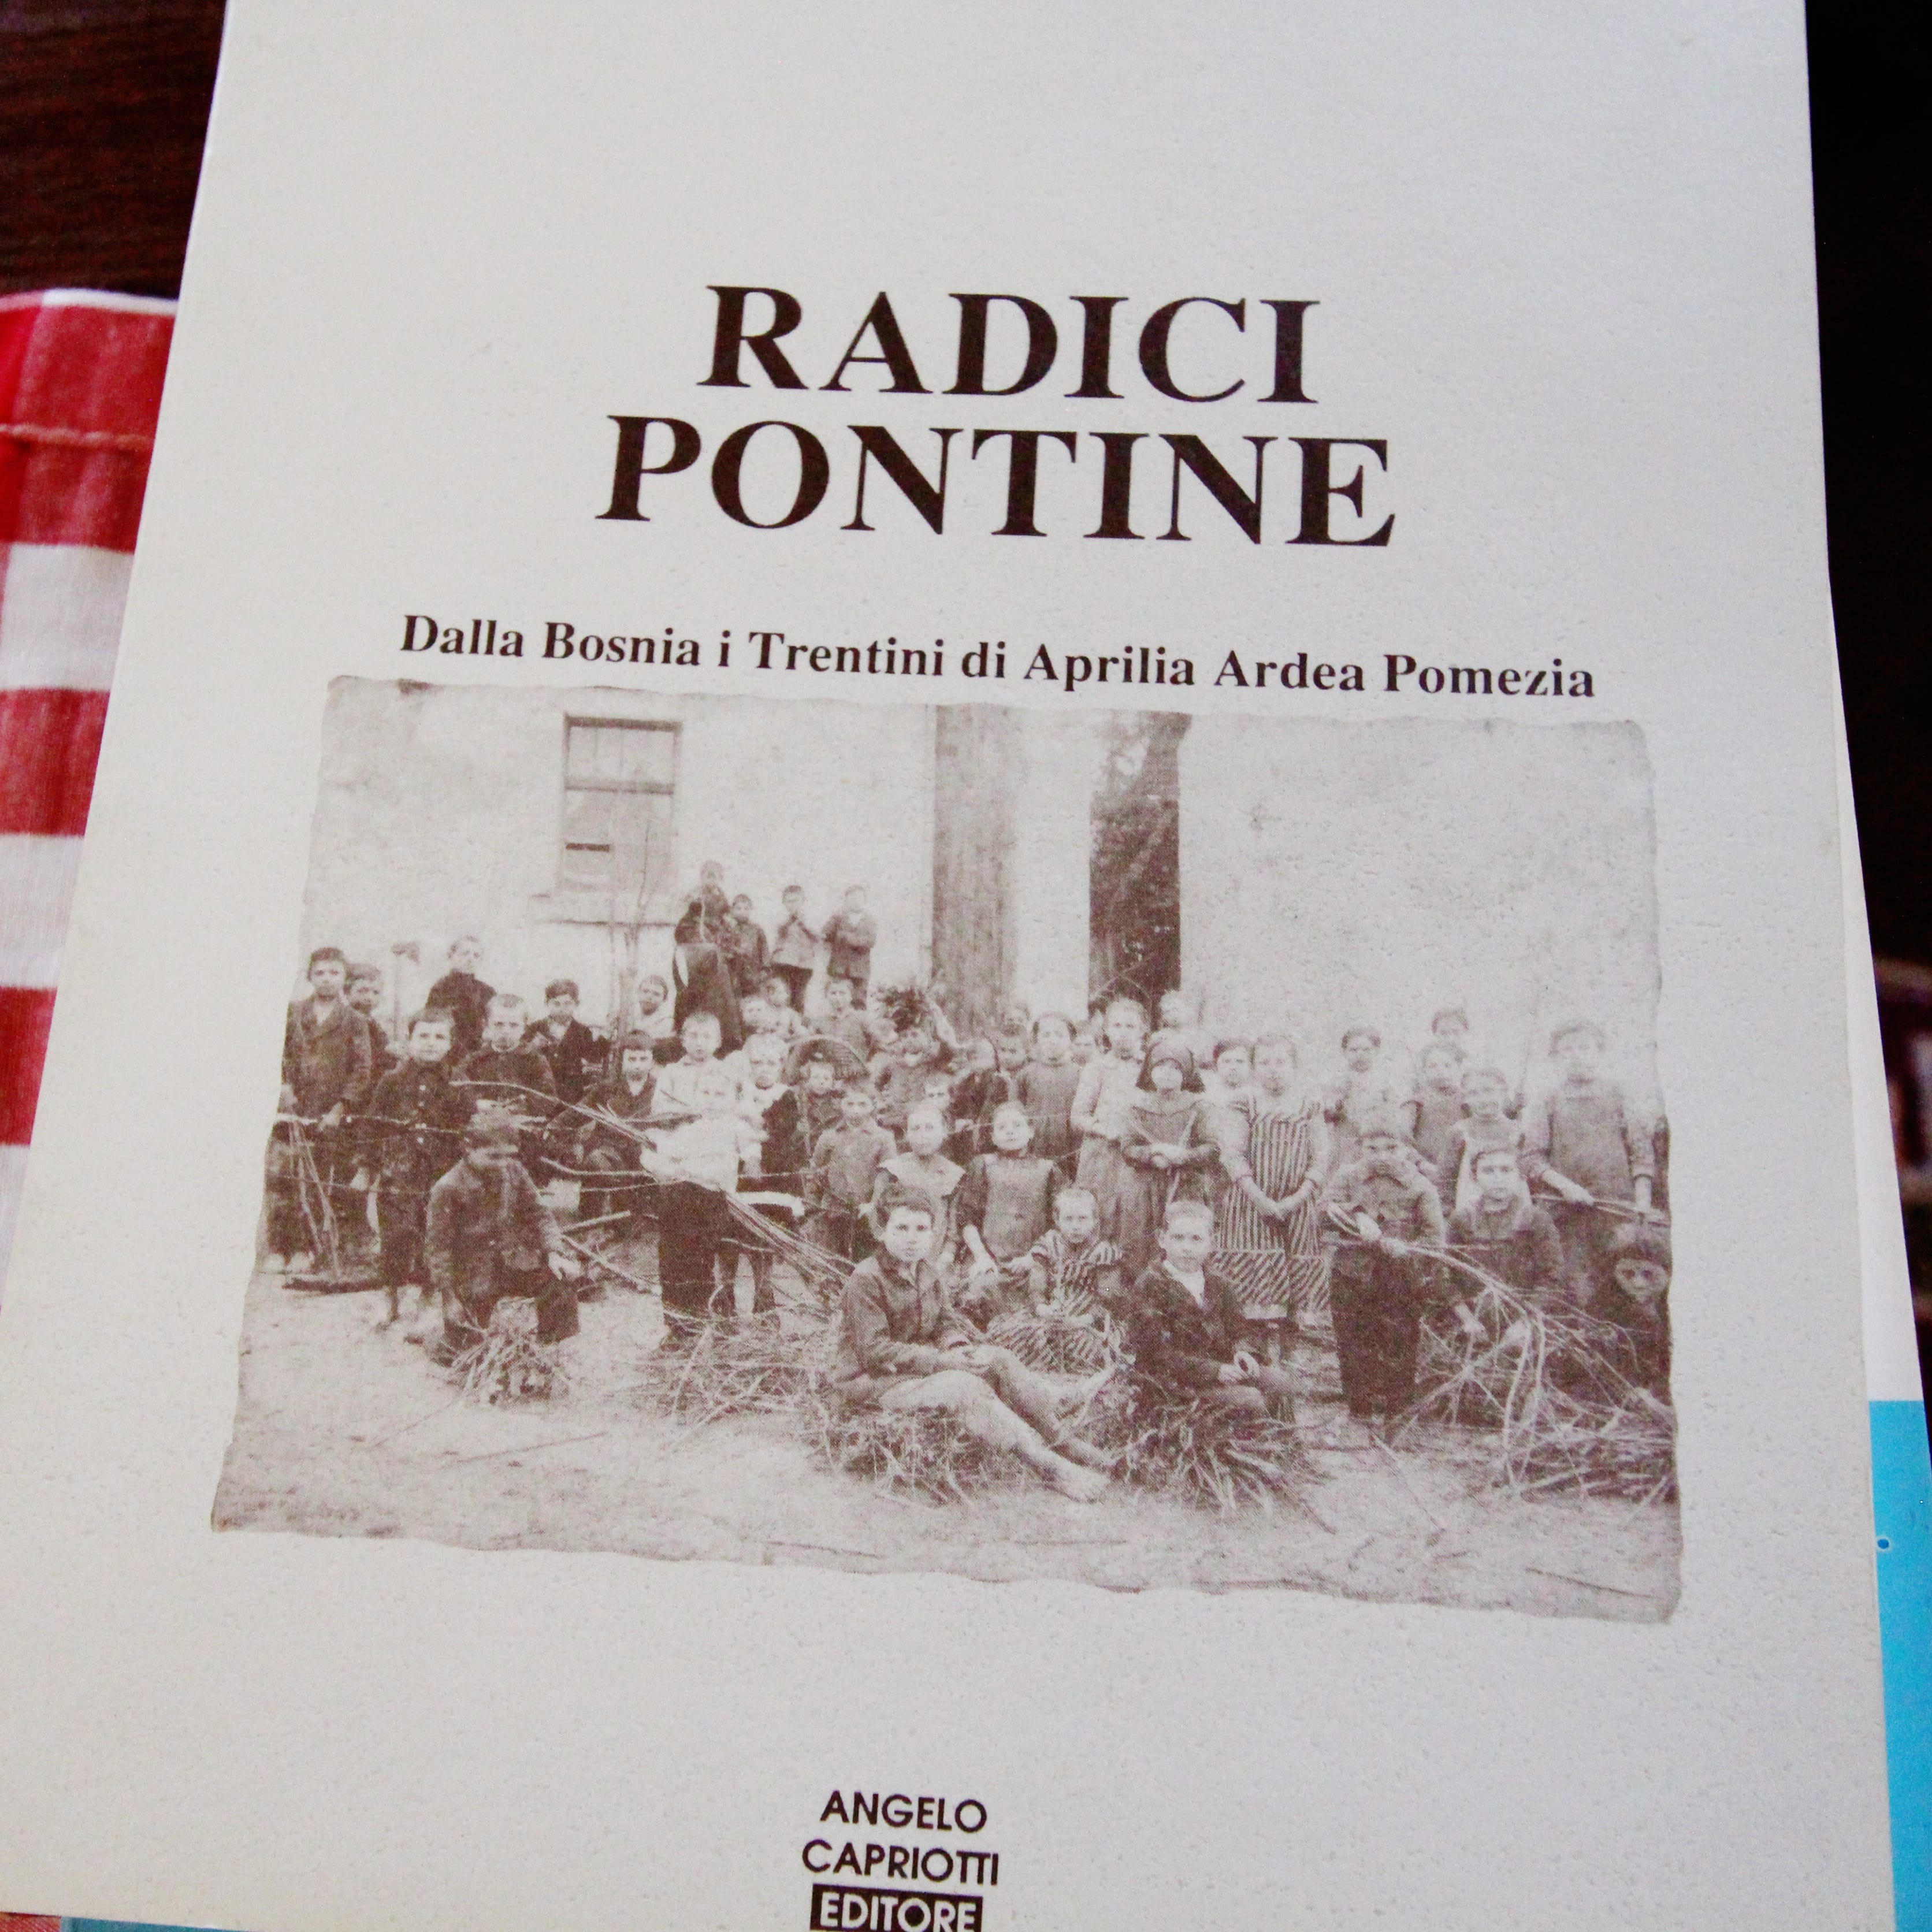 RADICI
PONTINE
Dalla Bosnia i Trentini di Aprilia Ardea Pomezia
ANGELO
CAPRIOTTI
EDITORE